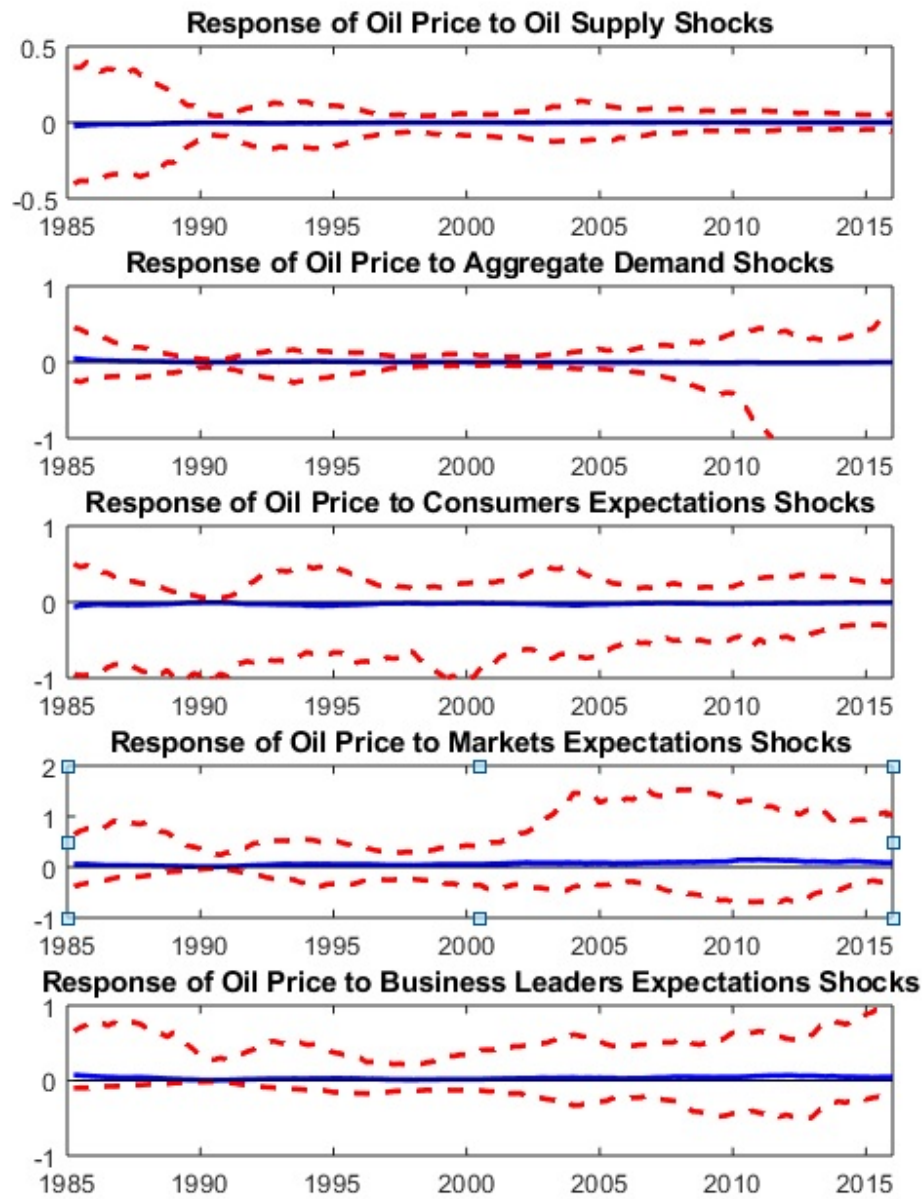 Response of Oil Price to Oil Supply Shocks
0.5
0
-0.5
1985 1990 1995 2000 2005 2010 2015
Response of Oil Price to Aggregate Demand Shocks
1
0
-1
1985 1990 1995 2000 2005 2010 2015
Response of Oil Price to Consumers Expectations Shocks
1
0
-1
1985 1990 1995 2000 2005 2010 2015
Response of Oil Price to Markets Expectations Shocks
2
1
0
-1
1985 1990 1995 2000 2005 2010 2015
Response of Oil Price to Business Leaders Expectations Shocks
1
0
-1
1985 1990 1995 2000 2005 2010 2015